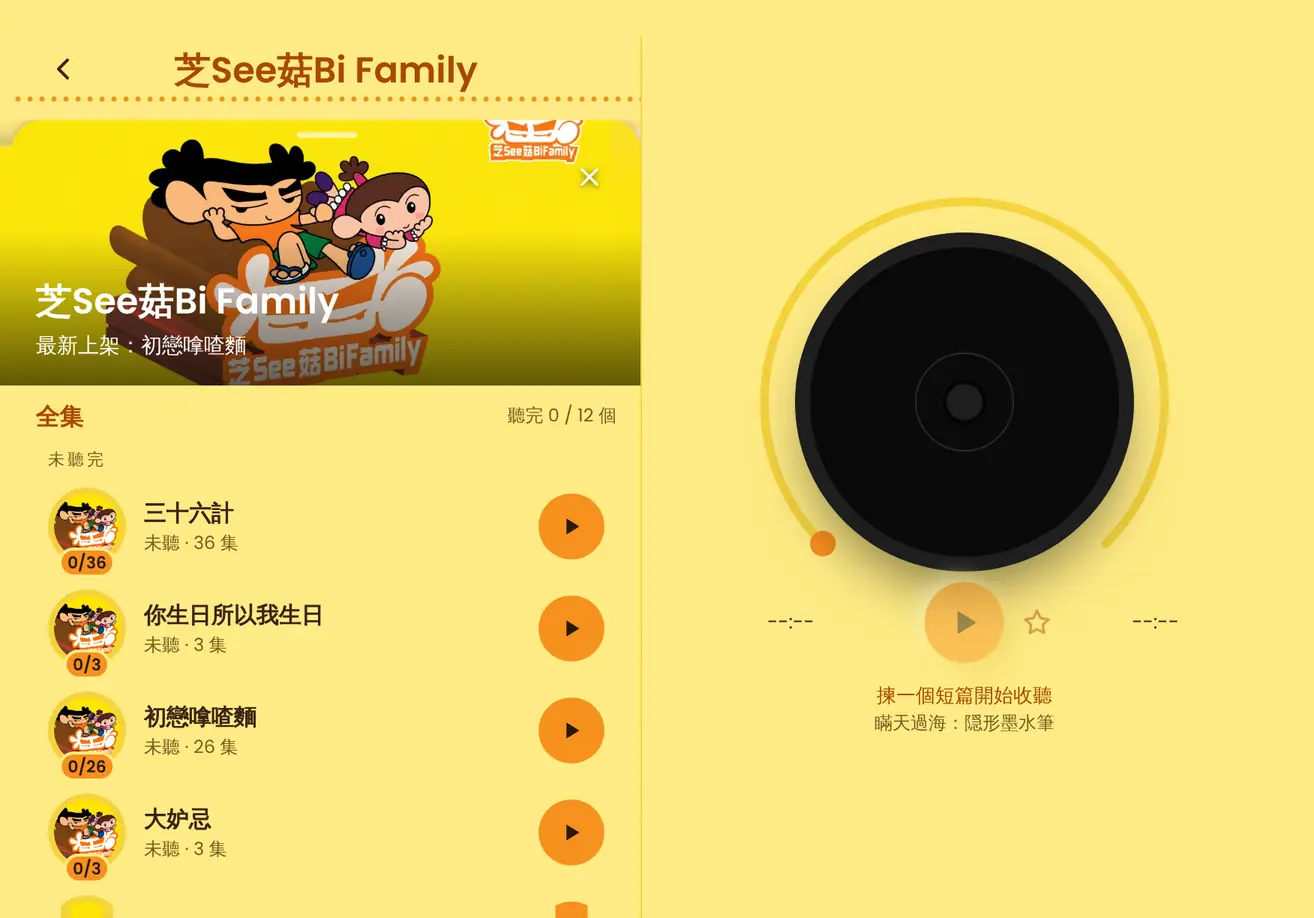 芝See菇Bi Family
芝See菇BiFamily
芝See菇Bi Family
最新上架：初戀嗱喳麵
芝See菇BiFamily
全集
聽完 0 / 12 個
未聽完
三十六計
未聽 · 36 集
0/36
你生日所以我生日
未聽 · 3 集
0/3
初戀嗱喳麵
未聽 · 26 集
0/26
大妒忌
未聽 · 3 集
0/3
--:--
--:--
揀一個短篇開始收聽
瞞天過海：隱形墨水筆